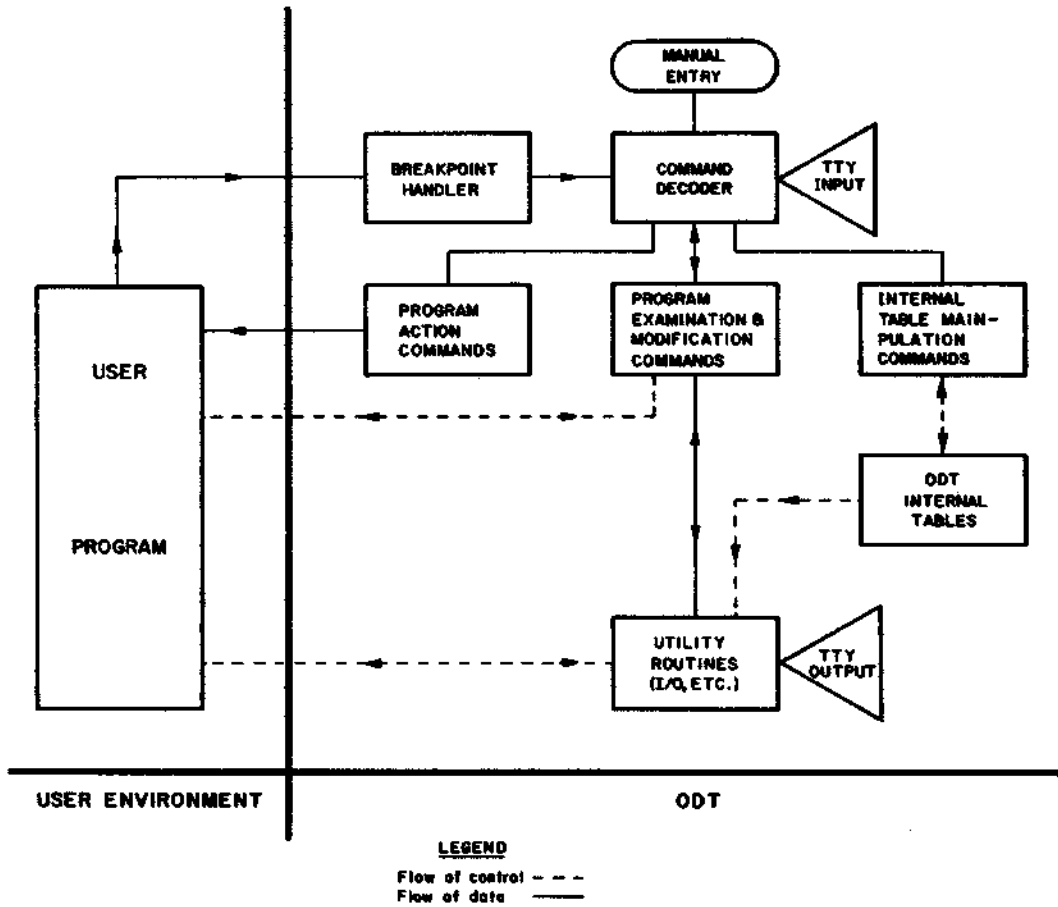 MANUAL
ENTRY
BREAKPOINT
HANDLER
COMMAND
DECODER
TTY
INPUT
PROGRAM
ACTION
COMMANDS
PROGRAM
EXAMINATION &
MODIFICATION
COMMANDS
INTERNAL
TABLE MAIN-
PULATION
COMMANDS
USER
PROGRAM
ODT
INTERNAL
TABLES
UTILITY
ROUTINES
(I/O, ETC.)
TTY
OUTPUT
USER ENVIRONMENT
ODT
LEGEND
Flow of control
Flow of data